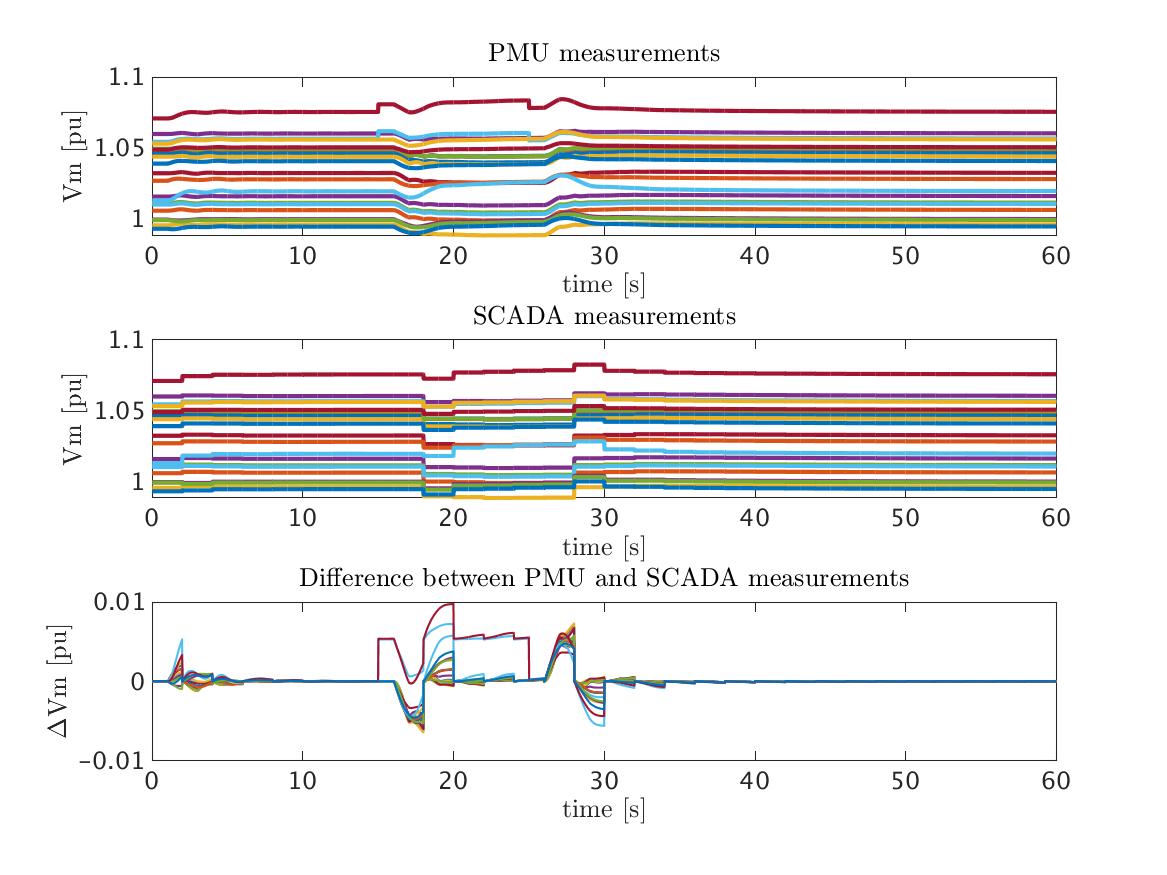 PMU measurements
1.1
1.05
1
Vm [pu]
0 10 20 30 40 50 60
time [s]
SCADA measurements
1.1
1.05
1
Vm [pu]
0 10 20 30 40 50 60
time [s]
Difference between PMU and SCADA measurements
0.01
0
-0.01
ΔVm [pu]
0 10 20 30 40 50 60
time [s]